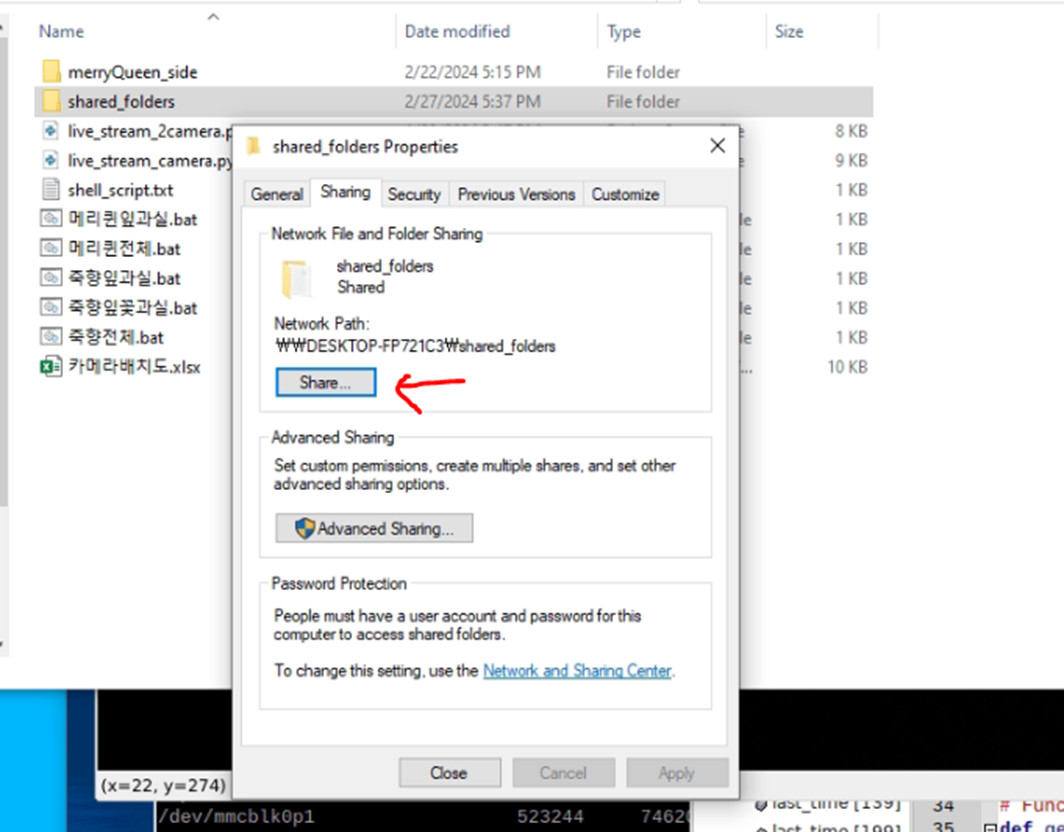 Name Date modified Type Size
merryQueen_side 2/22/2024 5:15 PM File folder
shared_folders 2/27/2024 5:37 PM File folder
live_stream_2camera.p 8 KB
live_stream_camera.py 9 KB
shell_script.txt 1 KB
메리퀸잎과실.bat le 1 KB
메리퀸전체.bat le 1 KB
죽향잎과실.bat le 1 KB
죽향잎꽃과실.bat le 1 KB
죽향전체.bat le 1 KB
카메라배치도.xlsx ... 10 KB
shared_folders Properties
General Sharing Security Previous Versions Customize
Network File and Folder Sharing
shared_folders
Shared
Network Path:
₩₩DESKTOP-FP721C3₩shared_folders
Share...
Advanced Sharing
Set custom permissions, create multiple shares, and set other
advanced sharing options.
Advanced Sharing...
Password Protection
People must have a user account and password for this
computer to access shared folders.
To change this setting, use the Network and Sharing Center.
Close Cancel Apply
(x=22, y=274)
/dev/mmcblk0p1 523244 7462
last_time [139] 34 # Func
last_time [199] 35 def ge